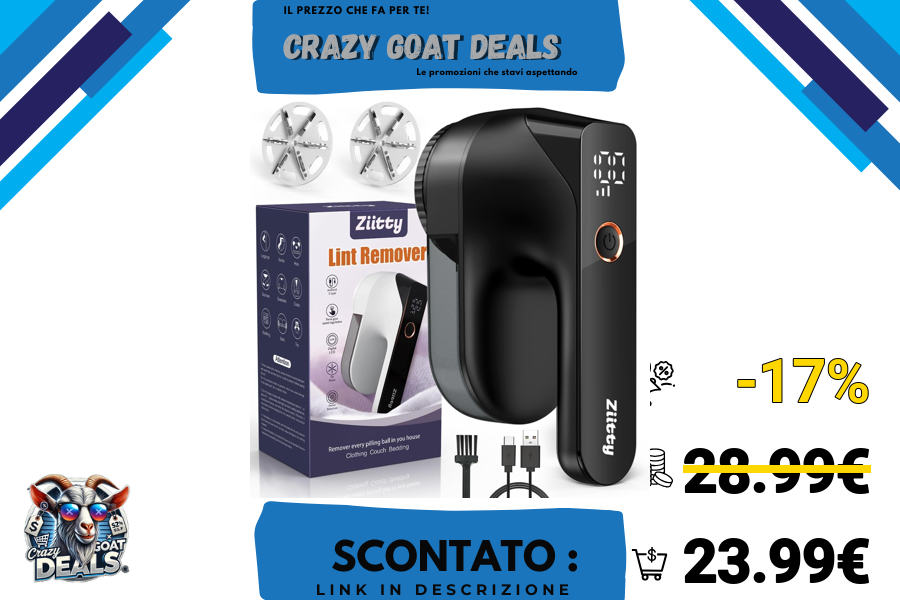 IL PREZZO CHE FA PER TE!
CRAZY GOAT DEALS
Le promozioni che stavi aspettando
Ziitty
Lint Remover
Attention
Remove every pilling ball in you house
Clothing Couch Bedding
Ziitty
-17%
28.99€
23.99€
SCONTATO :
LINK IN DESCRIZIONE
$
Crazy
GOAT
DEALS